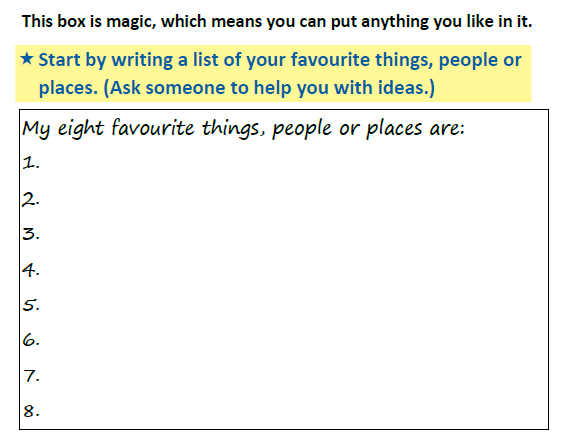 This box is magic, which means you can put anything you like in it.
★ Start by writing a list of your favourite things, people or
places. (Ask someone to help you with ideas.)
My eight favourite things, people or places are:
1.
2.
3.
4.
5.
6.
7.
8.